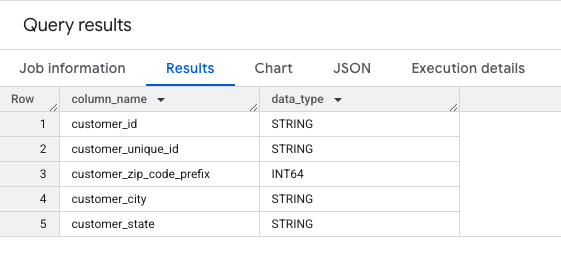 Query results
Job information Results Chart JSON Execution details
Row column_name data_type
1 customer_id STRING
2 customer_unique_id STRING
3 customer_zip_code_prefix INT64
4 customer_city STRING
5 customer_state STRING